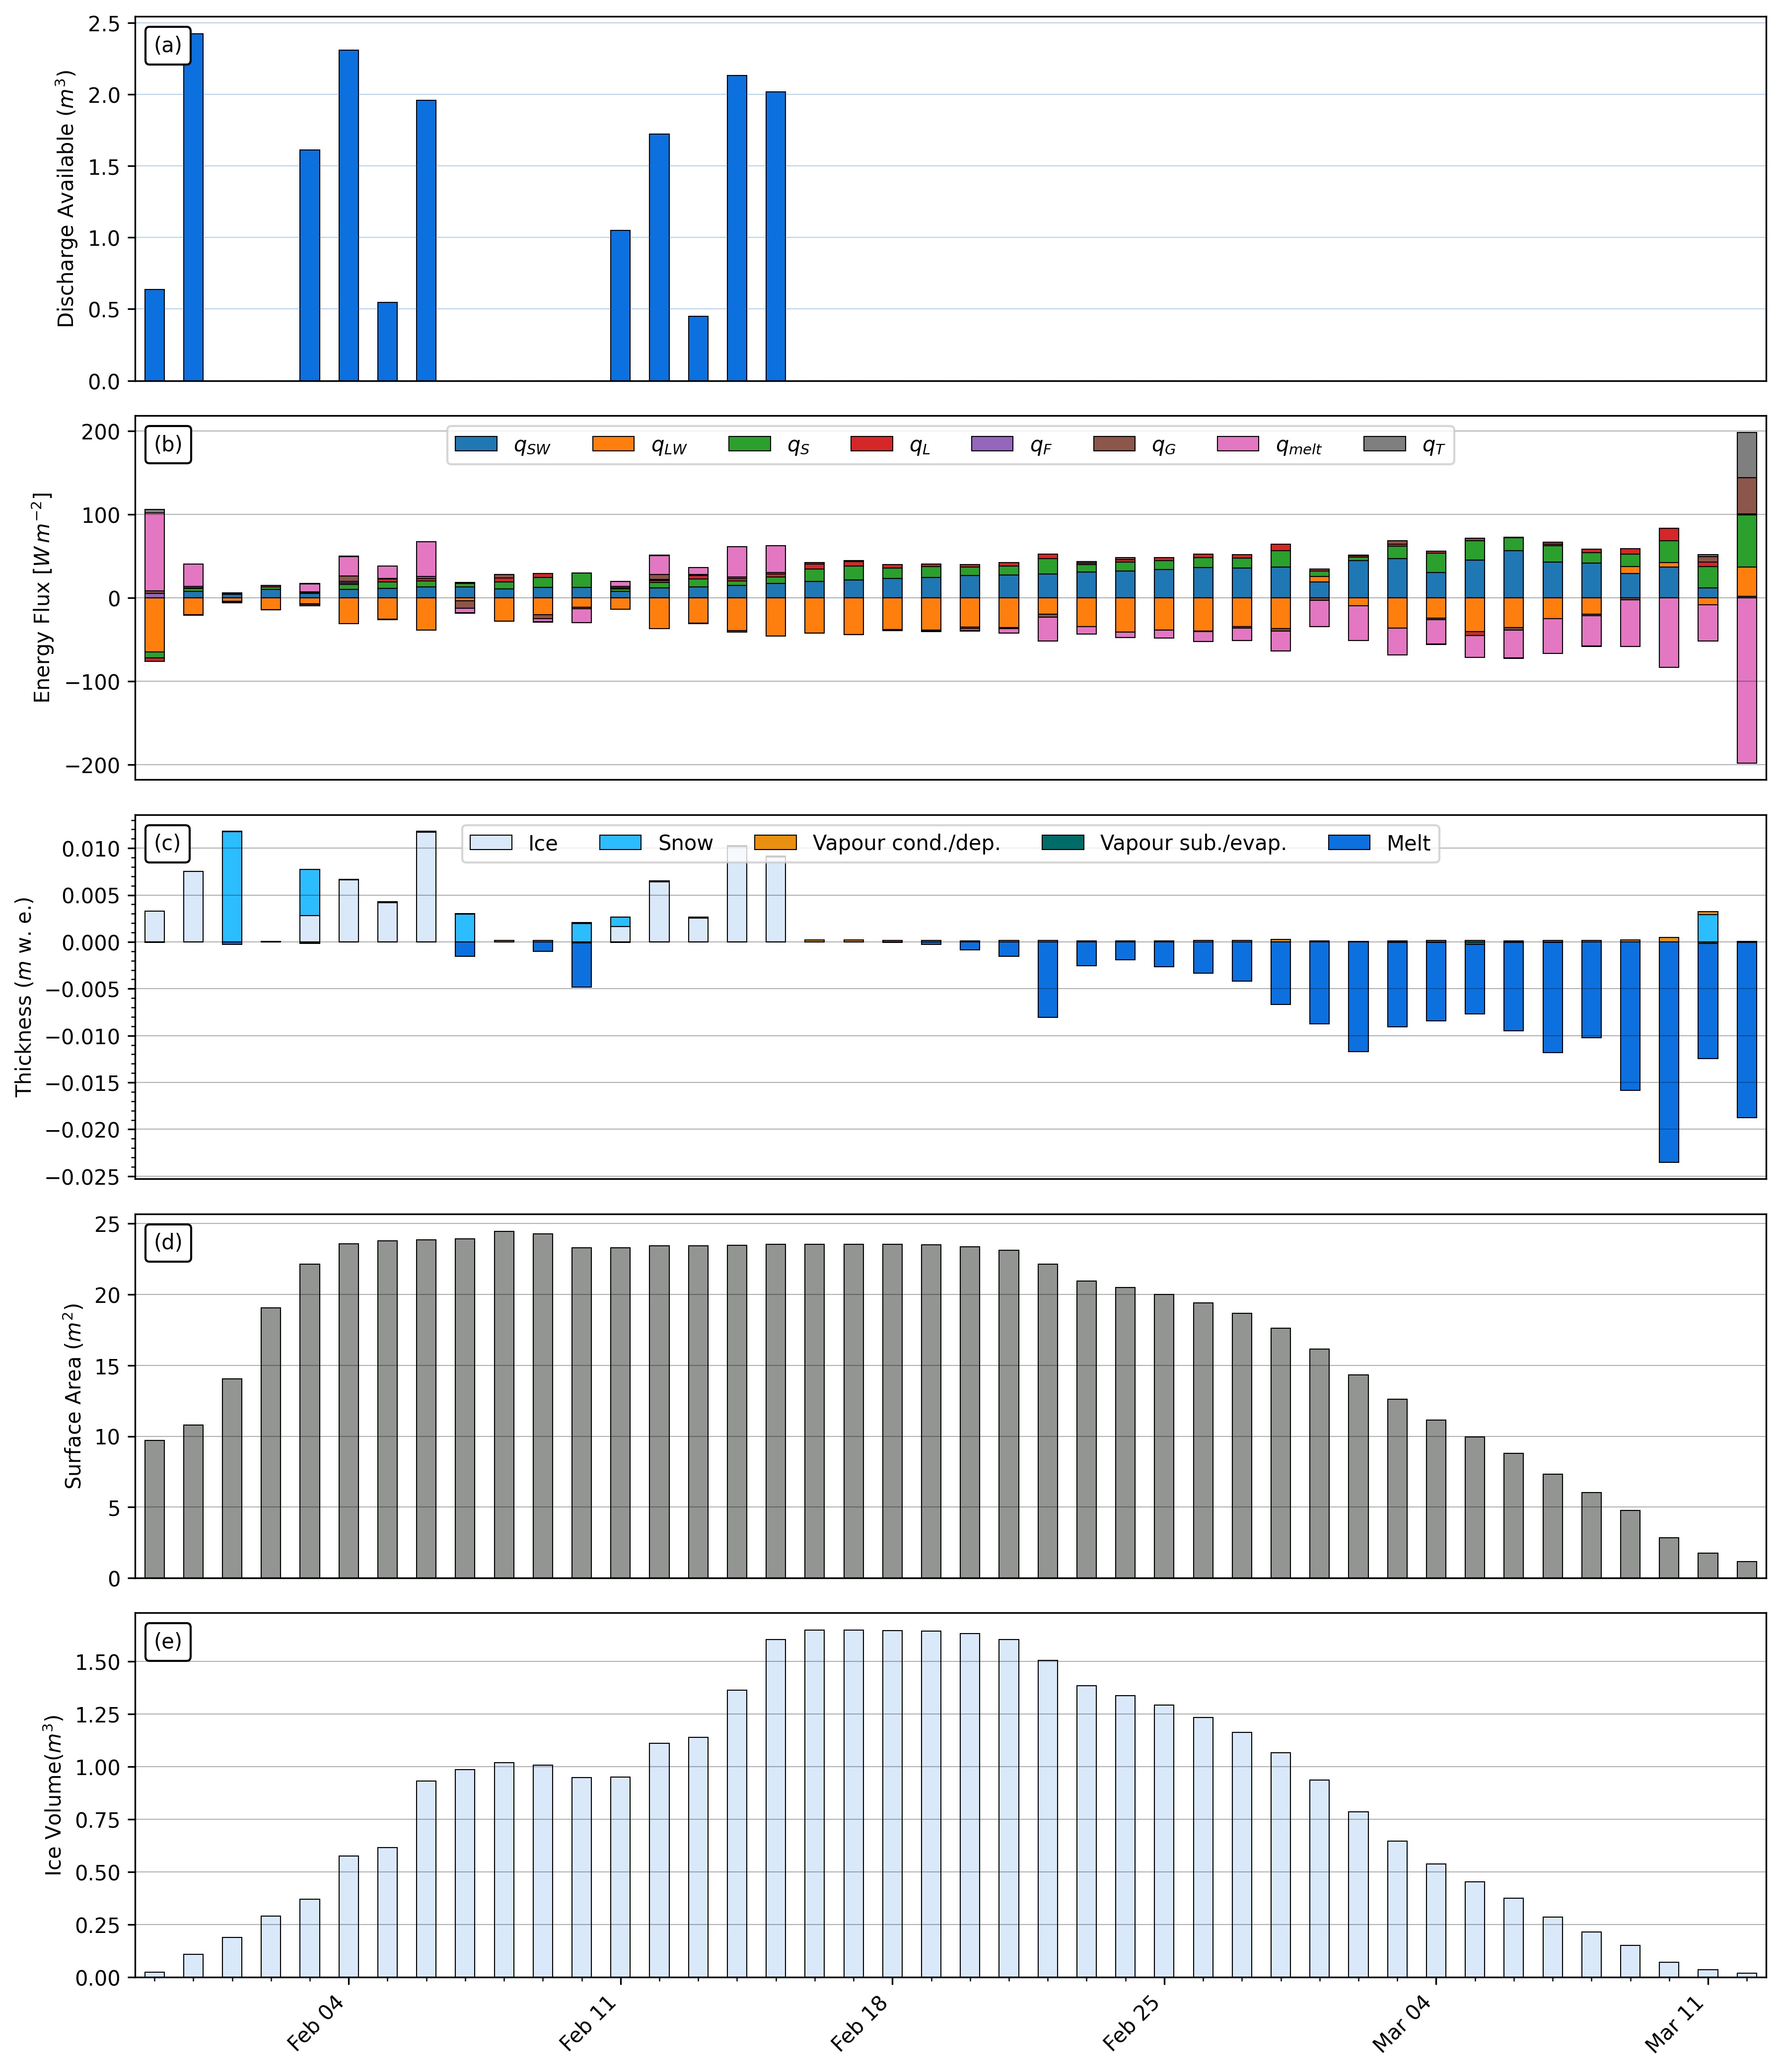 (a)
Discharge Available (m³)
2.5
2.0
1.5
1.0
0.5
0.0
(b)
q_SW q_LW q_S q_L q_F q_G q_melt q_T
Energy Flux [W m⁻²]
200
100
0
−100
−200
(c)
Ice Snow Vapour cond./dep. Vapour sub./evap. Melt
Thickness (m w. e.)
0.010
0.005
0.000
−0.005
−0.010
−0.015
−0.020
−0.025
(d)
Surface Area (m²)
25
20
15
10
5
0
(e)
Ice Volume(m³)
1.50
1.25
1.00
0.75
0.50
0.25
0.00
Feb 04 Feb 11 Feb 18 Feb 25 Mar 04 Mar 11